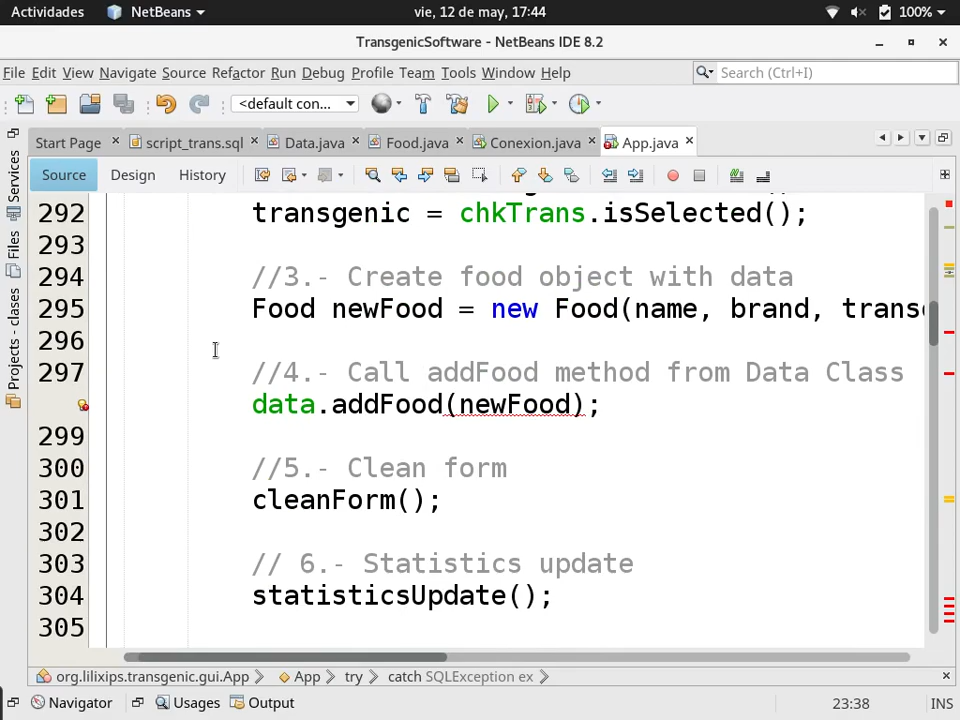 Actividades NetBeans vie, 12 de may, 17:44 100%
TransgenicSoftware - NetBeans IDE 8.2
File Edit View Navigate Source Refactor Run Debug Profile Team Tools Window Help Search (Ctrl+I)
<default con...
Start Page script_trans.sql Data.java Food.java Conexion.java App.java
Source Design History
Services
Files
Projects - clases
292 transgenic = chkTrans.isSelected();
293
294 //3.- Create food object with data
295 Food newFood = new Food(name, brand, trans
296
297 //4.- Call addFood method from Data Class
data.addFood(newFood);
299
300 //5.- Clean form
301 cleanForm();
302
303 // 6.- Statistics update
304 statisticsUpdate();
305
org.lilixips.transgenic.gui.App App try catch SQLException ex
Navigator Usages Output 23:38 INS